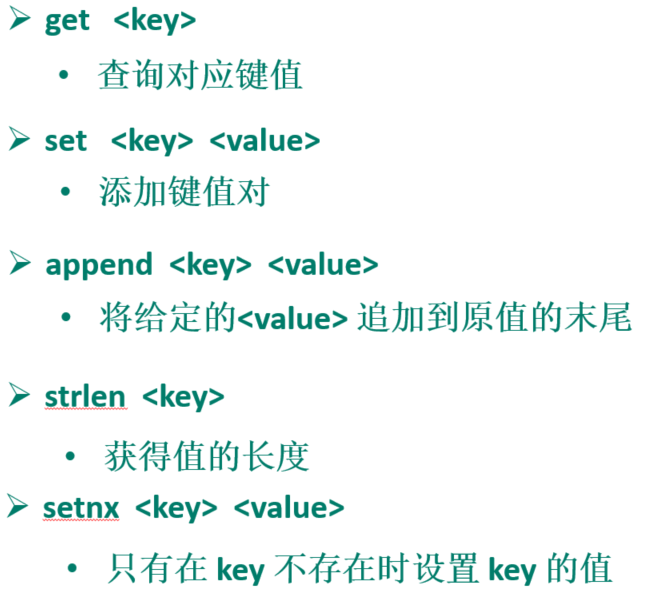 ➢ get <key>
• 查询对应键值
➢ set <key> <value>
• 添加键值对
➢ append <key> <value>
• 将给定的<value> 追加到原值的末尾
➢ strlen <key>
• 获得值的长度
➢ setnx <key> <value>
• 只有在 key 不存在时设置 key 的值